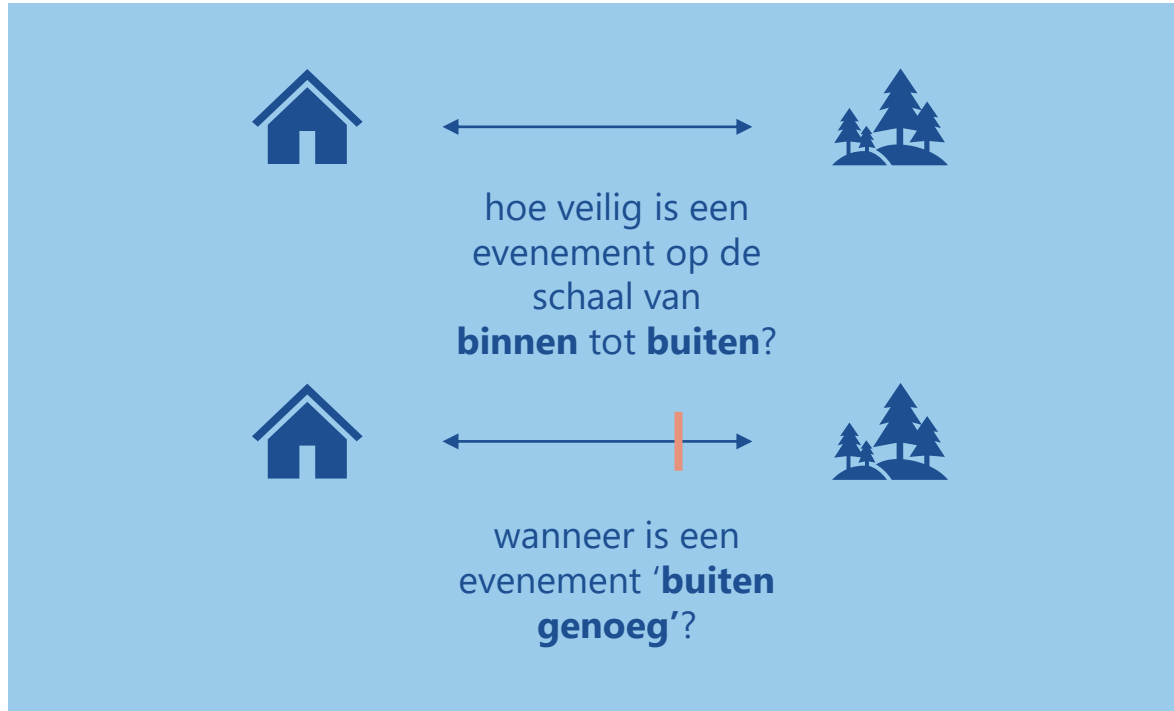 hoe veilig is een
evenement op de
schaal van
binnen tot buiten?
wanneer is een
evenement ‘buiten
genoeg’?